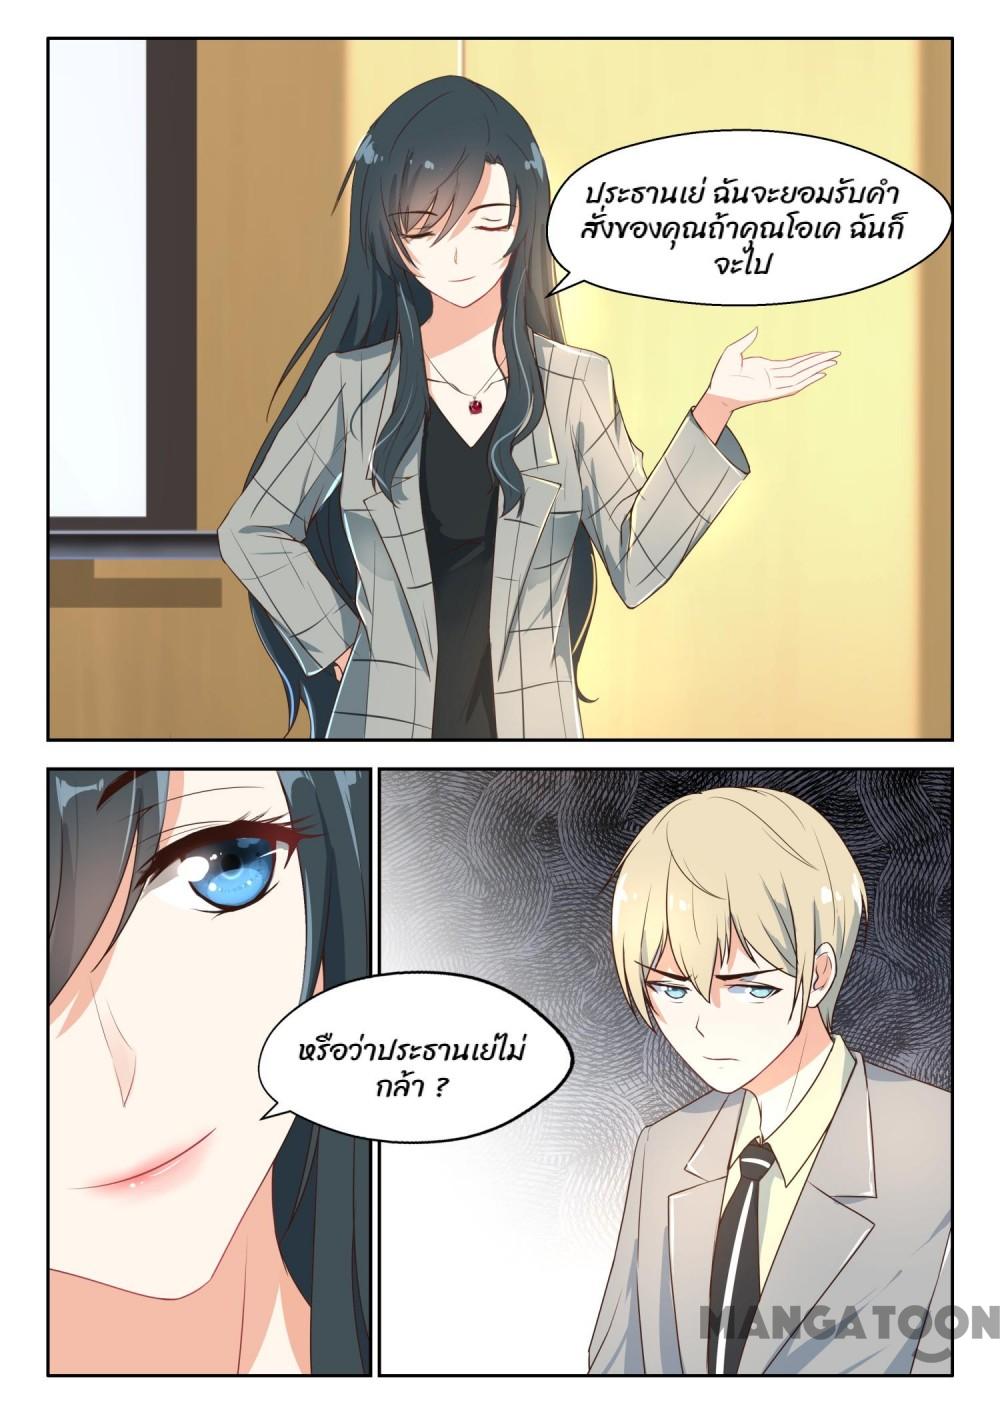 ประธานเย่ ฉันจะยอมรับคำ
สั่งของคุณถ้าคุณโอเค ฉันก็
จะไป
หรือว่าประธานเย่ไม่
กล้า ?
MANGATOON